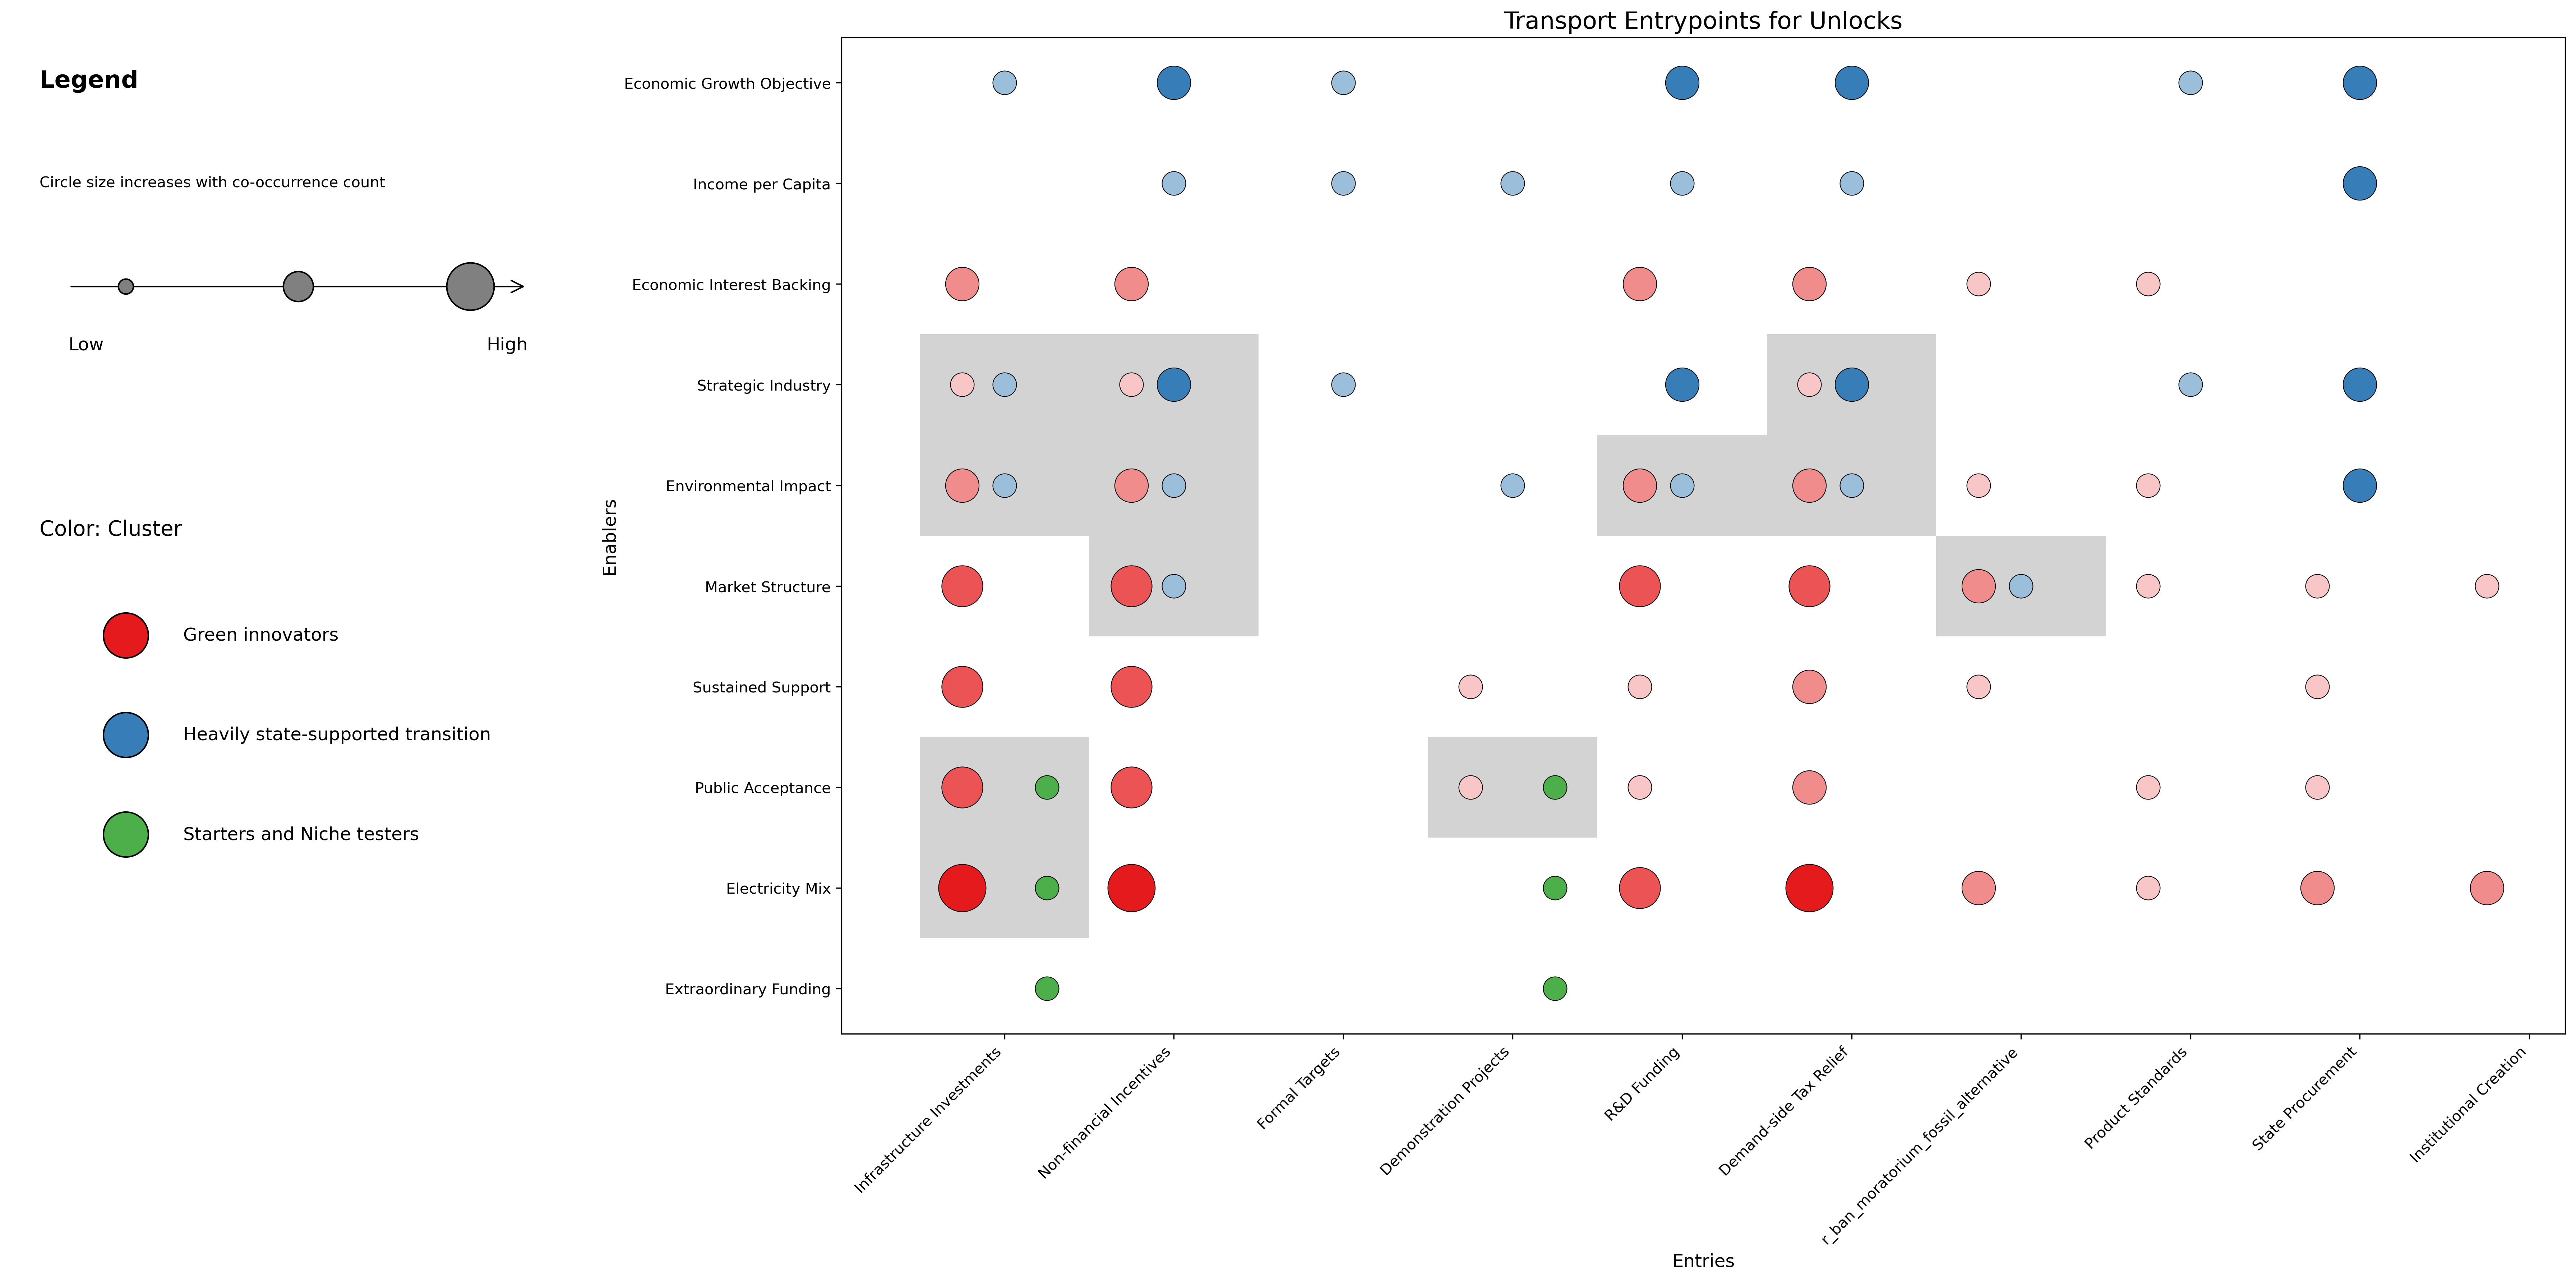 Transport Entrypoints for Unlocks
Legend
Circle size increases with co-occurrence count
Low
High
Color: Cluster
Green innovators
Heavily state-supported transition
Starters and Niche testers
Enablers
Economic Growth Objective
Income per Capita
Economic Interest Backing
Strategic Industry
Environmental Impact
Market Structure
Sustained Support
Public Acceptance
Electricity Mix
Extraordinary Funding
Infrastructure Investments
Non-financial Incentives
Formal Targets
Demonstration Projects
R&D Funding
Demand-side Tax Relief
r_ban_moratorium_fossil_alternative
Product Standards
State Procurement
Institutional Creation
Entries